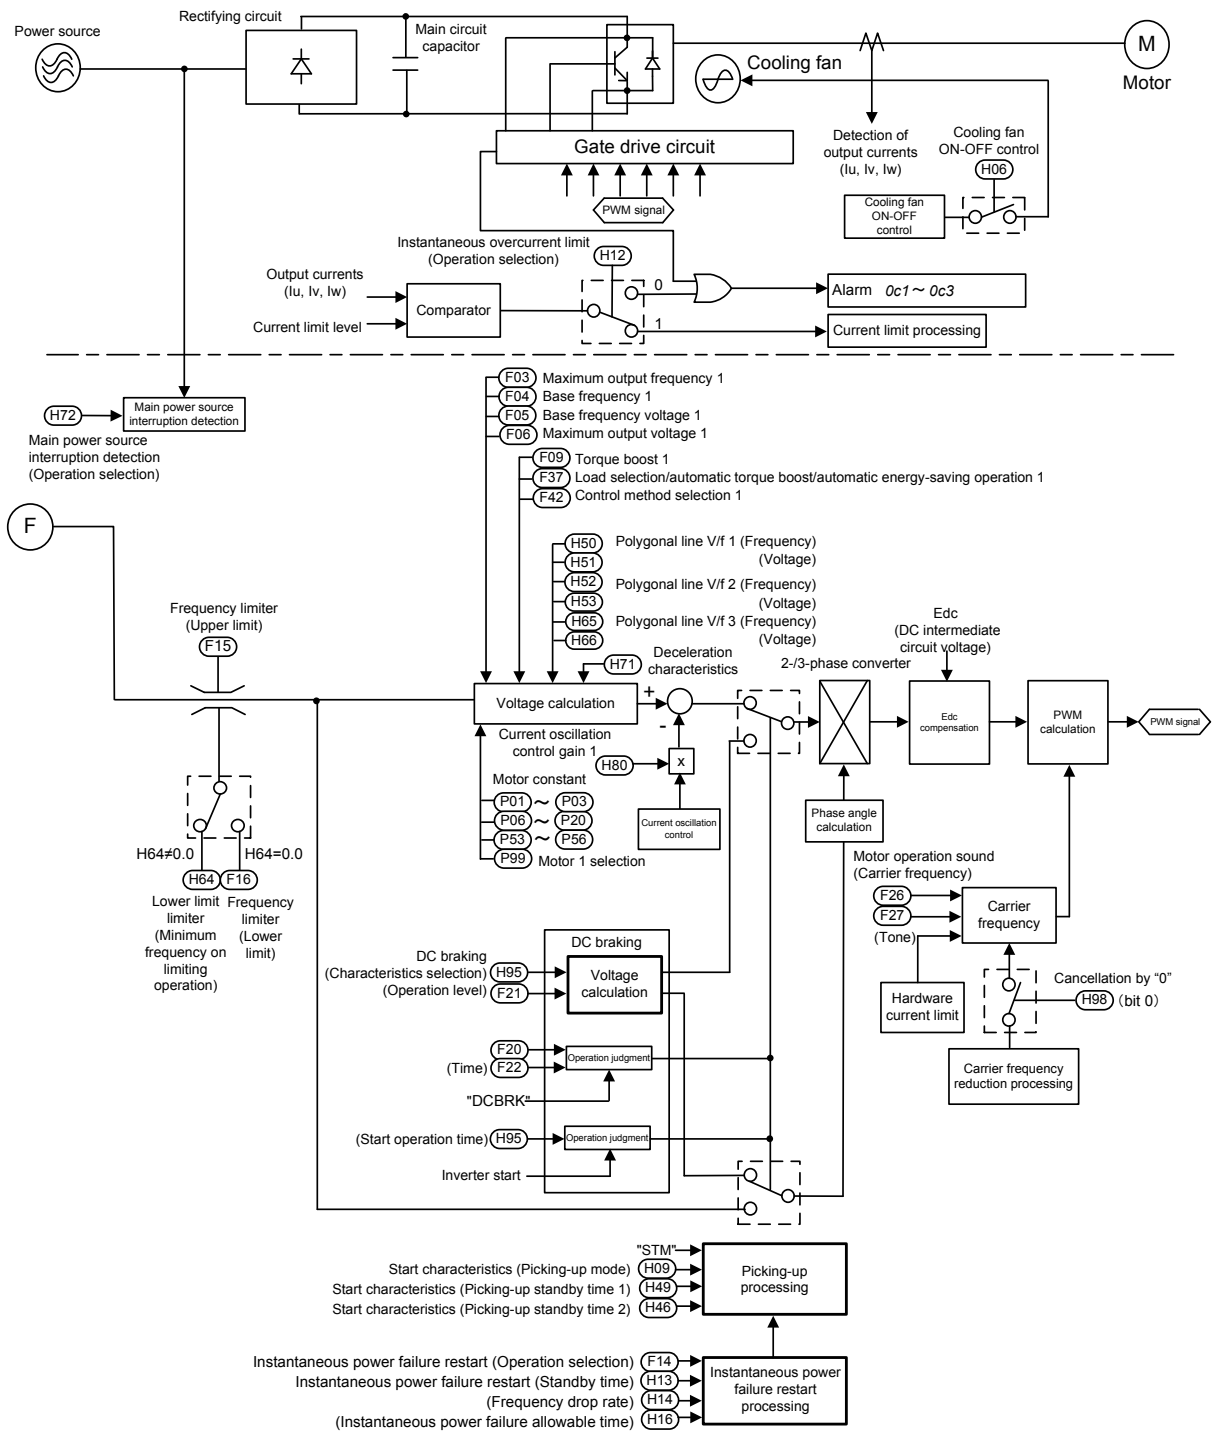 Power source
Rectifying circuit
Main circuit
capacitor
Cooling fan
M
Motor
Gate drive circuit
PWM signal
Detection of
output currents
(Iu, Iv, Iw)
Cooling fan
ON-OFF control
H06
Cooling fan
ON-OFF
control
Instantaneous overcurrent limit
(Operation selection)
H12
Output currents
(Iu, Iv, Iw)
Current limit level
Comparator
0
1
Alarm 0c1～0c3
Current limit processing
H72
Main power source
interruption detection
Main power source
interruption detection
(Operation selection)
F03 Maximum output frequency 1
F04 Base frequency 1
F05 Base frequency voltage 1
F06 Maximum output voltage 1
F09 Torque boost 1
F37 Load selection/automatic torque boost/automatic energy-saving operation 1
F42 Control method selection 1
F
H50 Polygonal line V/f 1 (Frequency)
H51 (Voltage)
H52 Polygonal line V/f 2 (Frequency)
H53 (Voltage)
H65 Polygonal line V/f 3 (Frequency)
H66 (Voltage)
H71 Deceleration
characteristics
Frequency limiter
(Upper limit)
F15
Edc
(DC intermediate
circuit voltage)
2-/3-phase converter
Voltage calculation
+
-
Edc
compensation
PWM
calculation
PWM signal
Current oscillation
control gain 1
H80
x
Current oscillation
control
Motor constant
P01 ～ P03
P06 ～ P20
P53 ～ P56
P99 Motor 1 selection
Phase angle
calculation
H64≠0.0
H64=0.0
H64
F16
Lower limit
limiter
(Minimum
frequency on
limiting
operation)
Frequency
limiter
(Lower
limit)
Motor operation sound
(Carrier frequency)
F26
F27
(Tone)
Carrier
frequency
Hardware
current limit
Cancellation by “0”
H98 (bit 0)
Carrier frequency
reduction processing
DC braking
DC braking
(Characteristics selection) H95
(Operation level) F21
Voltage
calculation
F20
(Time) F22
Operation judgment
"DCBRK"
(Start operation time) H95
Operation judgment
Inverter start
"STM"
Start characteristics (Picking-up mode) H09
Start characteristics (Picking-up standby time 1) H49
Start characteristics (Picking-up standby time 2) H46
Picking-up
processing
Instantaneous power failure restart (Operation selection) F14
Instantaneous power failure restart (Standby time) H13
(Frequency drop rate) H14
(Instantaneous power failure allowable time) H16
Instantaneous power
failure restart
processing